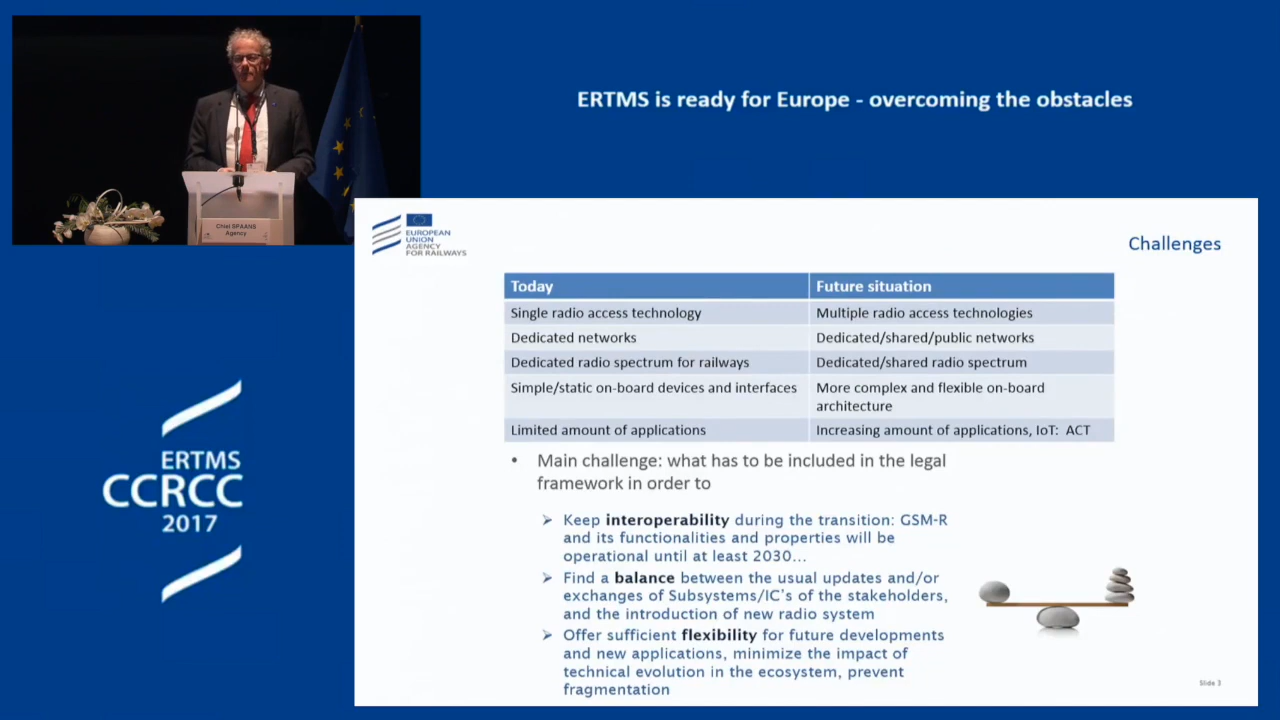 ERTMS is ready for Europe - overcoming the obstacles
Chiel SPAANS
Agency
EUROPEAN
UNION
AGENCY
FOR RAILWAYS
Challenges
Today
Future situation
Single radio access technology
Multiple radio access technologies
Dedicated networks
Dedicated/shared/public networks
Dedicated radio spectrum for railways
Dedicated/shared radio spectrum
Simple/static on-board devices and interfaces
More complex and flexible on-board
architecture
Limited amount of applications
Increasing amount of applications, IoT: ACT
• Main challenge: what has to be included in the legal
framework in order to
➢ Keep interoperability during the transition: GSM-R
and its functionalities and properties will be
operational until at least 2030...
➢ Find a balance between the usual updates and/or
exchanges of Subsystems/IC's of the stakeholders,
and the introduction of new radio system
➢ Offer sufficient flexibility for future developments
and new applications, minimize the impact of
technical evolution in the ecosystem, prevent
fragmentation
Slide 3
ERTMS
CCRCC
2017